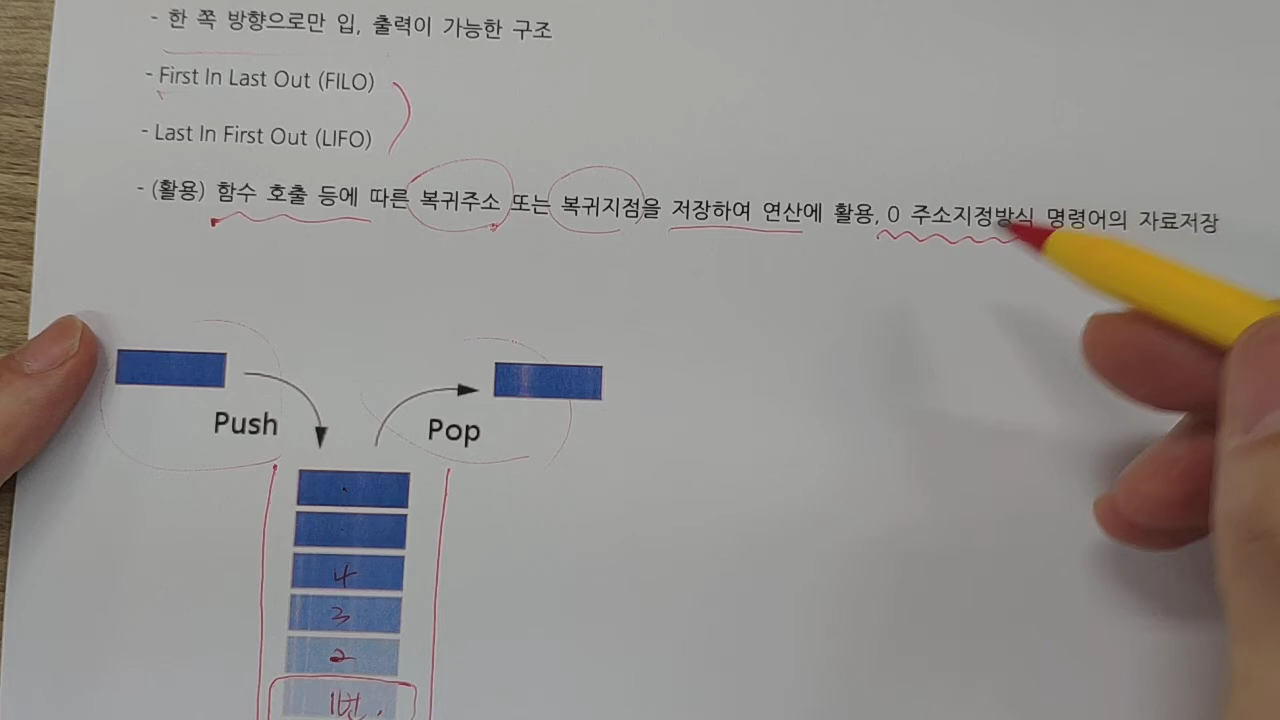 - 한 쪽 방향으로만 입, 출력이 가능한 구조
- First In Last Out (FILO)
- Last In First Out (LIFO)
- (활용) 함수 호출 등에 따른 복귀주소 또는 복귀지점을 저장하여 연산에 활용, 0 주소지정방식 명령어의 자료저장
Push
Pop
4
3
2
1번